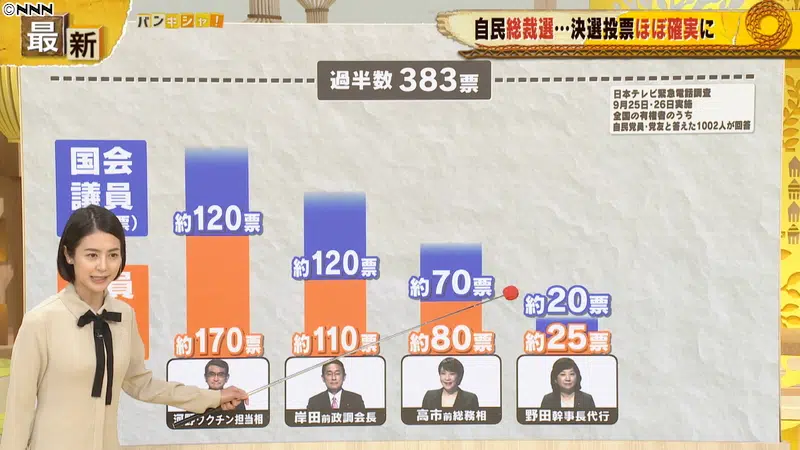 NNN
最新
バンキシャ！
自民総裁選…決選投票ほぼ確実に
過半数 383票
日本テレビ緊急電話調査
9月25日・26日実施
全国の有権者のうち
自民党員・党友と答えた1002人が回答
国会
議員
票)
員
約120票
約120票
約70票
約20票
約170票
約110票
約80票
約25票
河野ワクチン担当相
岸田前政調会長
高市前総務相
野田幹事長代行